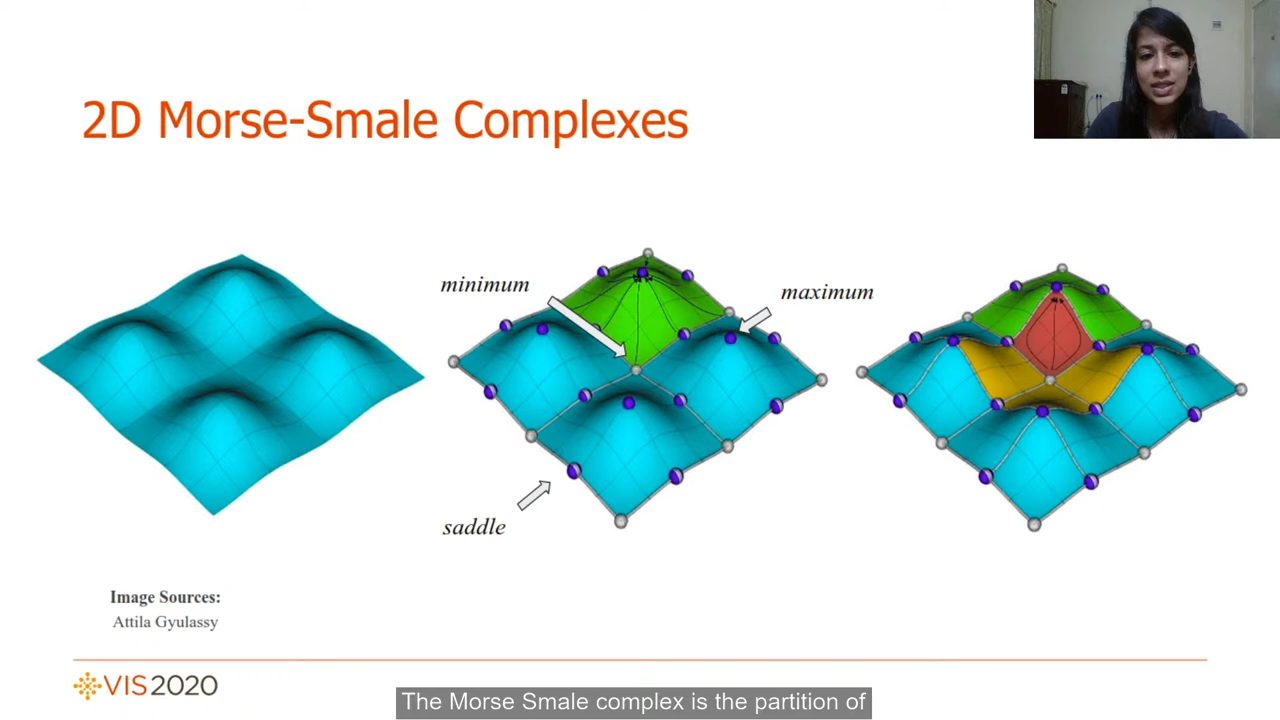 2D Morse-Smale Complexes
minimum
maximum
saddle
Image Sources:
Attila Gyulassy
VIS2020
The Morse Smale complex is the partition of